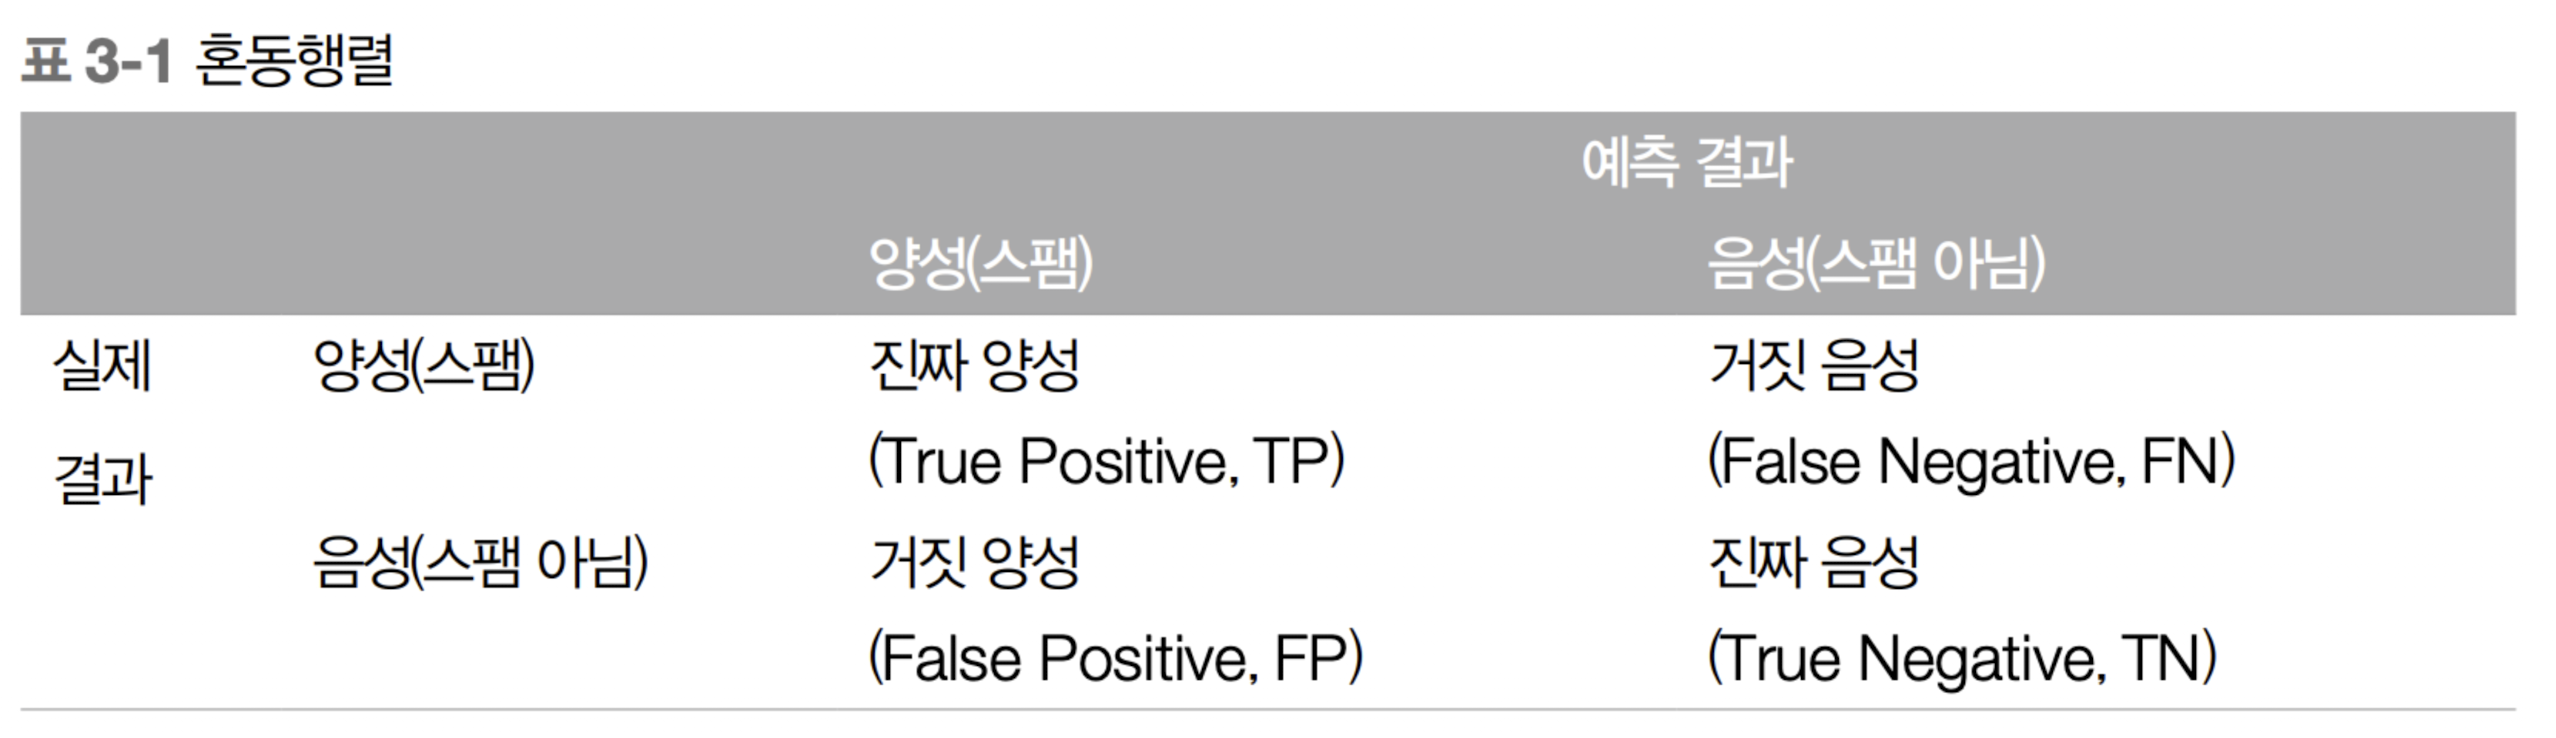 표 3-1 혼동행렬
예측 결과
양성(스팸) 음성(스팸 아님)
실제 양성(스팸) 진짜 양성 거짓 음성
결과 (True Positive, TP) (False Negative, FN)
음성(스팸 아님) 거짓 양성 진짜 음성
(False Positive, FP) (True Negative, TN)